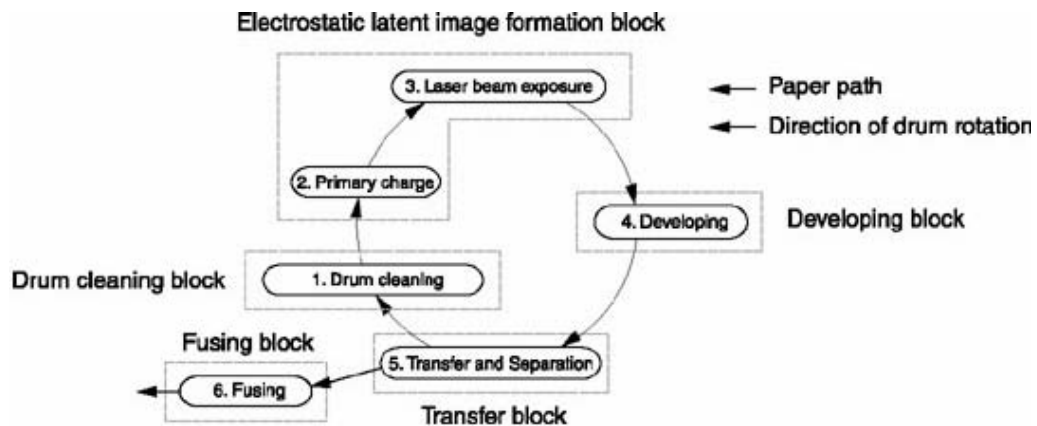 Electrostatic latent image formation block
3. Laser beam exposure
Paper path
Direction of drum rotation
2. Primary charge
4. Developing
Developing block
Drum cleaning block
1. Drum cleaning
Fusing block
5. Transfer and Separation
6. Fusing
Transfer block